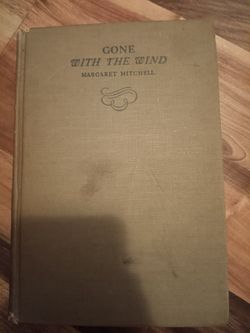 GONE
WITH THE WIND
MARGARET MITCHELL